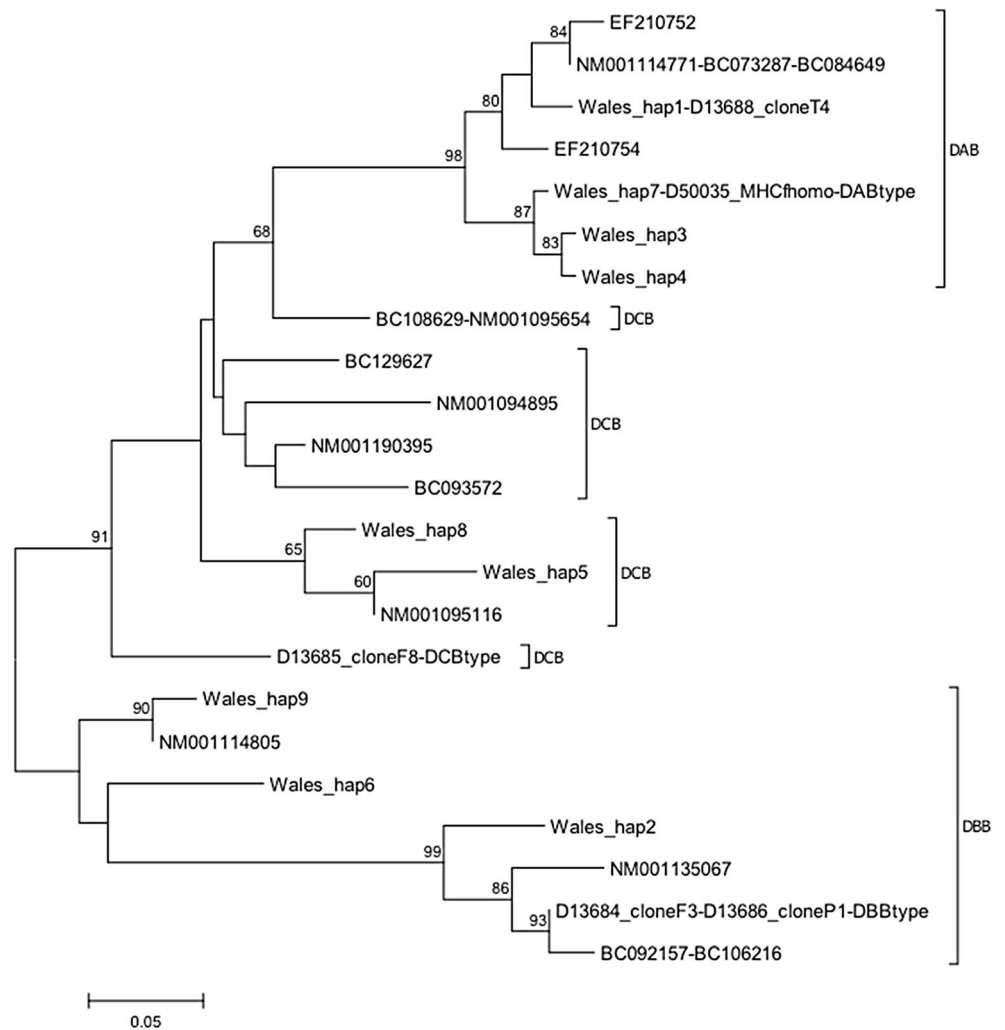 EF210752
84
NM001114771-BC073287-BC084649
80
Wales_hap1-D13688_cloneT4
EF210754
DAB
98
Wales_hap7-D50035_MHCfhomo-DABtype
87
Wales_hap3
83
Wales_hap4
68
BC108629-NM001095654
DCB
BC129627
NM001094895
DCB
NM001190395
BC093572
Wales_hap8
65
Wales_hap5
DCB
60
NM001095116
91
D13685_cloneF8-DCBtype
DCB
Wales_hap9
90
NM001114805
Wales_hap6
Wales_hap2
DBB
99
NM001135067
86
D13684_cloneF3-D13686_cloneP1-DBBtype
93
BC092157-BC106216
0.05